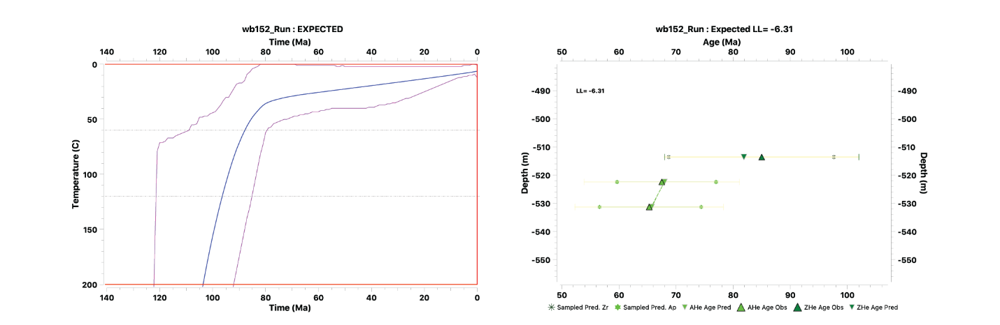 wb152_Run : EXPECTED
Time (Ma)
140 120 100 80 60 40 20 0
0
50
100
150
200
Temperature (C)
140 120 100 80 60 40 20 0
Time (Ma)
wb152_Run : Expected LL= -6.31
Age (Ma)
50 60 70 80 90 100
LL= -6.31
-490 -490
-500 -500
-510 -510
-520 -520
-530 -530
-540 -540
-550 -550
Depth (m)
Depth (m)
50 60 70 80 90 100
Sampled Pred. Zr Sampled Pred. Ap AHe Age Pred AHe Age Obs ZHe Age Obs ZHe Age Pred